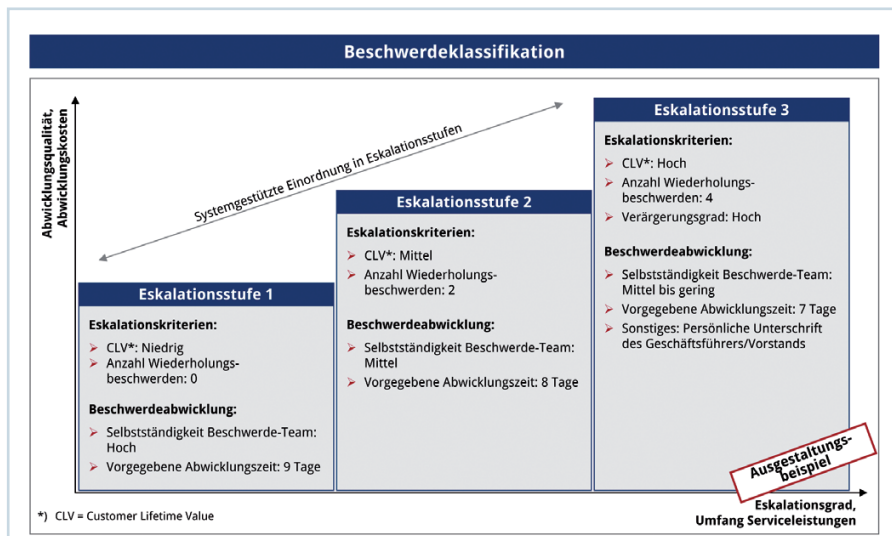 Beschwerdeklassifikation
Abwicklungsqualität,
Abwicklungskosten
Systemgestützte Einordnung in Eskalationsstufen
Eskalationsstufe 1
Eskalationskriterien:
CLV*: Niedrig
Anzahl Wiederholungs-
beschwerden: 0
Beschwerdeabwicklung:
Selbstständigkeit Beschwerde-Team:
Hoch
Vorgegebene Abwicklungszeit: 9 Tage
Eskalationsstufe 2
Eskalationskriterien:
CLV*: Mittel
Anzahl Wiederholungs-
beschwerden: 2
Beschwerdeabwicklung:
Selbstständigkeit Beschwerde-Team:
Mittel
Vorgegebene Abwicklungszeit: 8 Tage
Eskalationsstufe 3
Eskalationskriterien:
CLV*: Hoch
Anzahl Wiederholungs-
beschwerden: 4
Verärgerungsgrad: Hoch
Beschwerdeabwicklung:
Selbstständigkeit Beschwerde-Team:
Mittel bis gering
Vorgegebene Abwicklungszeit: 7 Tage
Sonstiges: Persönliche Unterschrift
des Geschäftsführers/Vorstands
Ausgestaltungs-
beispiel
Eskalationsgrad,
Umfang Serviceleistungen
*) CLV = Customer Lifetime Value